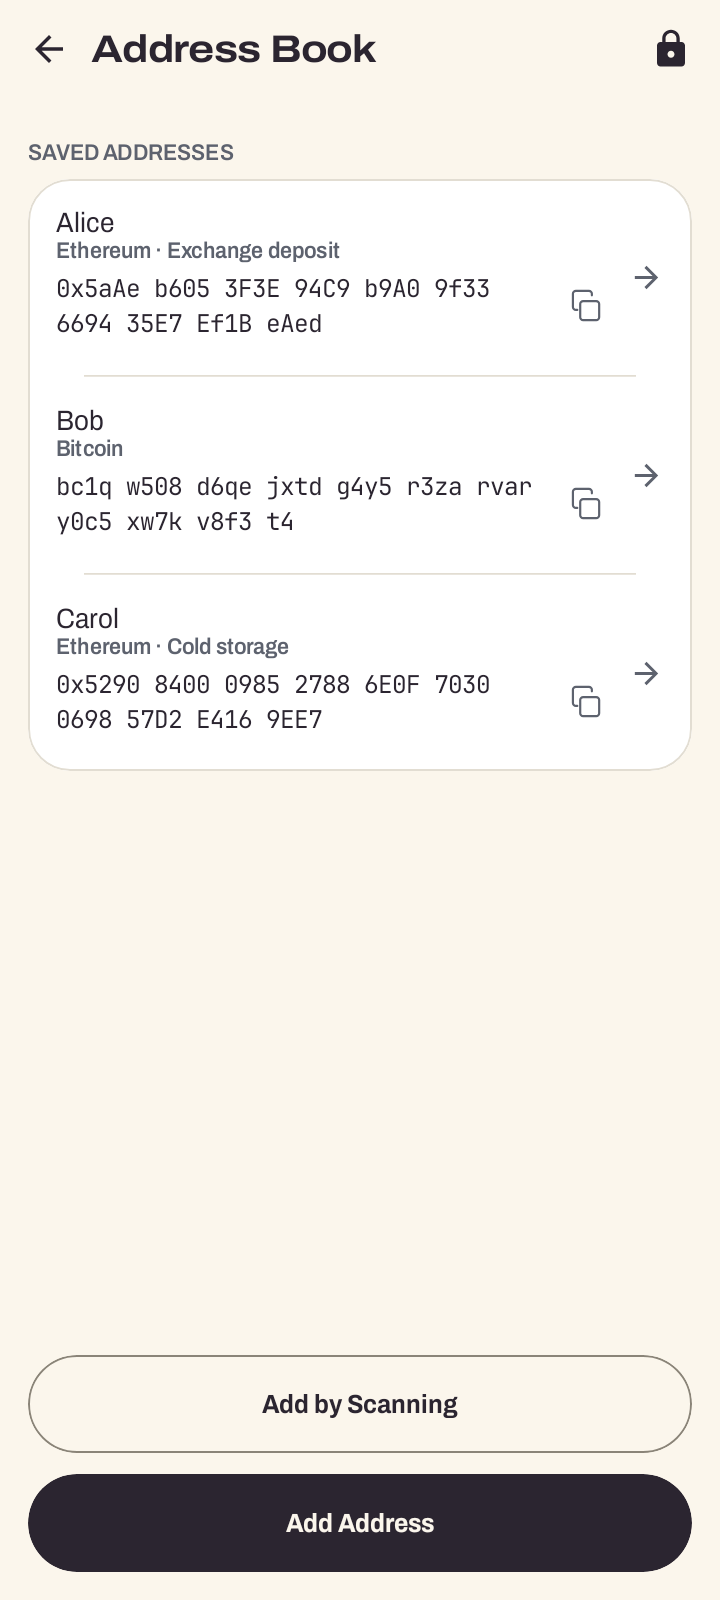 Address Book
SAVED ADDRESSES
Alice
Ethereum · Exchange deposit
0x5aAe b605 3F3E 94C9 b9A0 9f33
6694 35E7 Ef1B eAed
Bob
Bitcoin
bc1q w508 d6qe jxtd g4y5 r3za rvar
y0c5 xw7k v8f3 t4
Carol
Ethereum · Cold storage
0x5290 8400 0985 2788 6E0F 7030
0698 57D2 E416 9EE7
Add by Scanning
Add Address